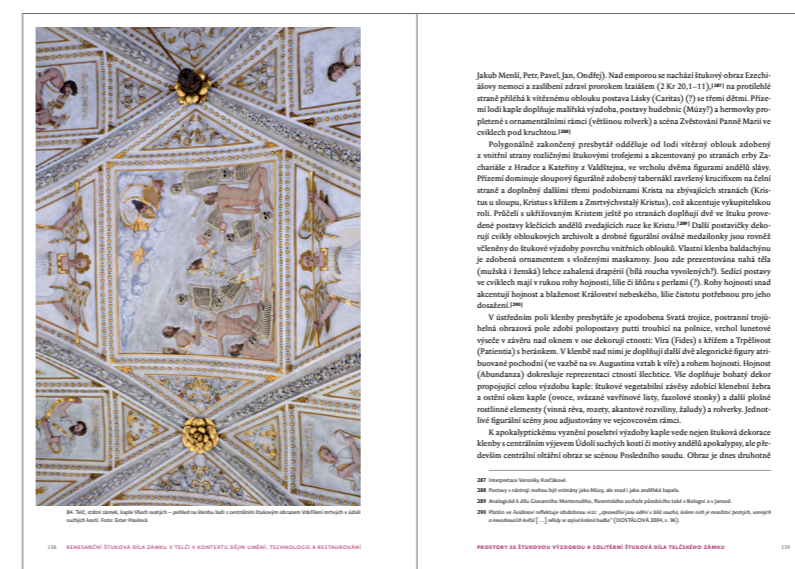 84. Telč, státní zámek, kaple Všech svatých – pohled na klenbu lodi s centrálním štukovým obrazem Vzkříšení mrtvých v údolí
suchých kostí. Foto: Ester Havlová
138 RENESANČNÍ ŠTUKOVÁ DÍLA ZÁMKU V TELČI V KONTEXTU DĚJIN UMĚNÍ, TECHNOLOGIE A RESTAUROVÁNÍ
Jakub Menší, Petr, Pavel, Jan, Ondřej). Nad emporou se nachází štukový obraz Ezechi-
ášovy nemoci a zaslíbení zdraví prorokem Izaiášem (2 Kr 20,1–11),[287] na protilehlé
straně přiléhá k vítěznému oblouku postava Lásky (Caritas) (?) se třemi dětmi. Příze-
mí lodi kaple doplňuje malířská výzdoba, postavy hudebnic (Múzy?) a hermovky pro-
pletené s ornamentálními rámci (většinou rolverk) a scéna Zvěstování Panně Marii ve
cviklech pod kruchtou.[288]
Polygonálně zakončený presbytář odděluje od lodi vítězný oblouk zdobený
z vnitřní strany rozličnými štukovými trofejemi a akcentovaný po stranách erby Za-
chariáše z Hradce a Kateřiny z Valdštejna, ve vrcholu dvěma figurami andělů slávy.
Přízemí dominuje sloupový figurálně zdobený tabernákl završený krucifixem na čelní
straně a doplněný dalšími třemi podobiznami Krista na zbývajících stranách (Kris-
tus u sloupu, Kristus s křížem a Zmrtvýchvstalý Kristus), což akcentuje vykupitelskou
roli. Průčelí s ukřižovaným Kristem ještě po stranách doplňují dvě ve štuku prove-
dené postavy klečících andělů zvedajících ruce ke Kristu.[289] Další postavičky deko-
rují cvikly obloukových archivolt a drobné figurální oválné medailonky jsou rovněž
včleněny do štukové výzdoby povrchu vnitřních oblouků. Vlastní klenba baldachýnu
je zdobená ornamentem s vloženými maskarony. Jsou zde prezentována nahá těla
(mužská i ženská) lehce zahalená drapérií (bílá roucha vyvolených?). Sedící postavy
ve cviklech mají v rukou rohy hojnosti, lilie či šňůru s perlami (?). Rohy hojnosti snad
akcentují hojnost a blaženost Království nebeského, lilie čistotu potřebnou pro jeho
dosažení.[290]
V ústředním poli klenby presbytáře je zpodobena Svatá trojice, postranní trojú-
helná obrazová pole zdobí polopostavy putti troubící na polnice, vrchol lunetové
výseče v závěru nad oknem v ose dekorují ctnosti: Víra (Fides) s křížem a Trpělivost
(Patientia) s beránkem. V klenbě nad nimi je doplňují další dvě alegorické figury atri-
buované pochodní (ve vazbě na sv. Augustina vztah k víře) a rohem hojnosti. Hojnost
(Abundanza) dokresluje reprezentaci ctností šlechtice. Vše doplňuje bohatý dekor
propojující celou výzdobu kaple: štukové vegetabilní závěsy zdobící klenební žebra
a ostění oken kaple (ovoce, svázané vavřínové listy, fazolové stonky) a další plošné
rostlinné elementy (vinná réva, rozety, akantové rozviliny, žaludy) a rolverky. Jednot-
livé figurální scény jsou adjustovány ve vejcovcovém rámci.
K apokalyptickému vyznění poselství výzdoby kaple vede nejen štuková dekorace
klenby s centrálním výjevem Údolí suchých kostí či motivy andělů apokalypsy, ale pře-
devším centrální oltářní obraz se scénou Posledního soudu. Obraz je dnes druhotně
287 Interpretace Veroniky Korčákové.
288 Postavy s nástroji mohou být vnímány jako Múzy, ale snad i jako andělská kapela.
289 Analogické k dílu Giovanniho Montorsoliho, florentského sochaře působícího také v Bologni a v Janově.
290 Platón ve Faidónovi reflektuje obdobnou vizi: „spravedliví jsou oděni v bílá roucha, kolem nich je množství pestrých, vonných
a nevadnoucích květů […] někdy se ozývá krásná hudba“ (DOSTÁLOVÁ 2004, s. 96).
PROSTORY SE ŠTUKOVOU VÝZDOBOU A SOLITÉRNÍ ŠTUKOVÁ DÍLA TELČSKÉHO ZÁMKU 139